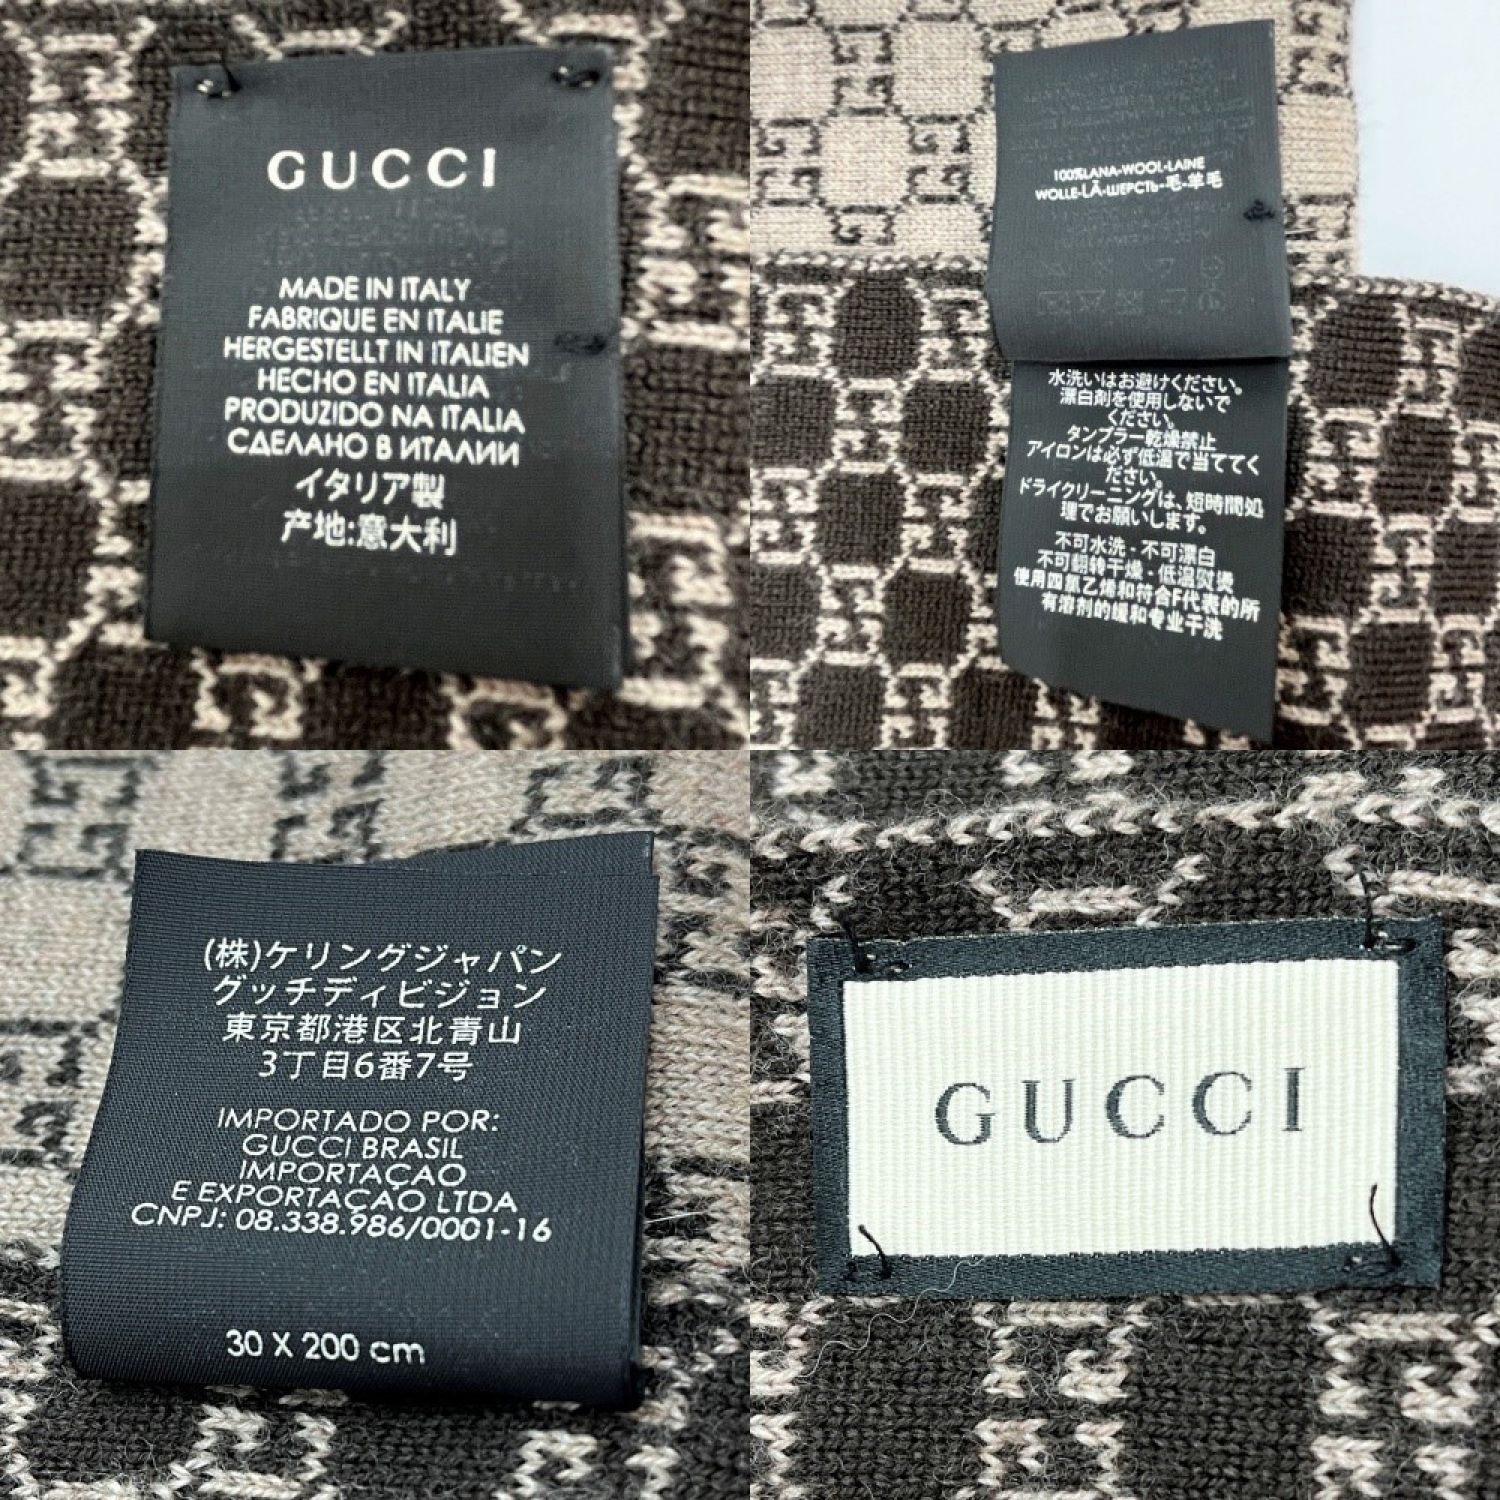 GUCCI
MADE IN ITALY
FABRIQUE EN ITALIE
HERGESTELLT IN ITALIEN
HECHO EN ITALIA
PRODUZIDO NA ITALIA
СДЕЛАНО В ИТАЛИИ
イタリア製
产地:意大利
100%LANA-WOOL-LAINE
WOLLE-LÃ-ШЕРСТЬ-毛-羊毛
水洗いはお避けください。
漂白剤を使用しないで
ください。
タンブラー乾燥禁止
アイロンは必ず低温で当ててく
ださい。
ドライクリーニングは、短時間処
理でお願いします。
不可水洗 - 不可漂白
不可翻转干燥 - 低温熨烫
使用四氯乙烯和符合F代表的所
有溶剂的缓和专业干洗
(株)ケリングジャパン
グッチディビジョン
東京都港区北青山
3丁目6番7号
IMPORTADO POR:
GUCCI BRASIL
IMPORTAÇAO
E EXPORTAÇAO LTDA
CNPJ: 08.338.986/0001-16
30 X 200 cm
GUCCI